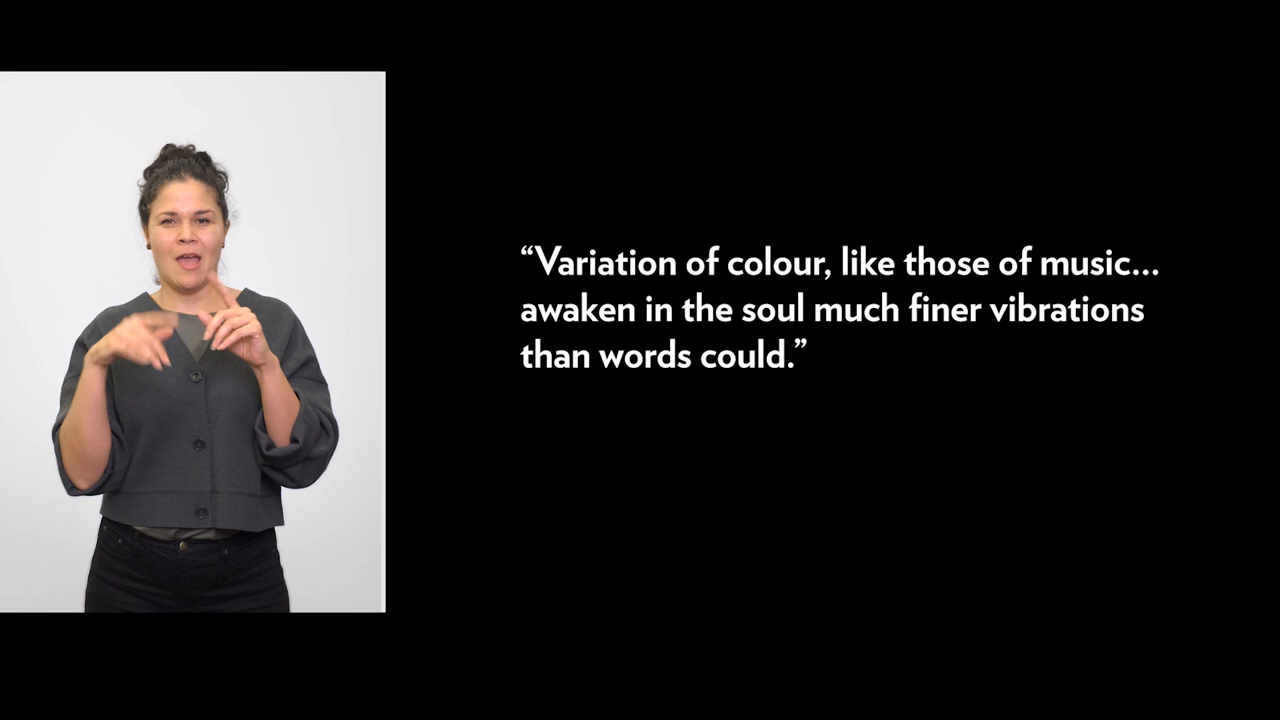 “Variation of colour, like those of music...
awaken in the soul much finer vibrations
than words could.”